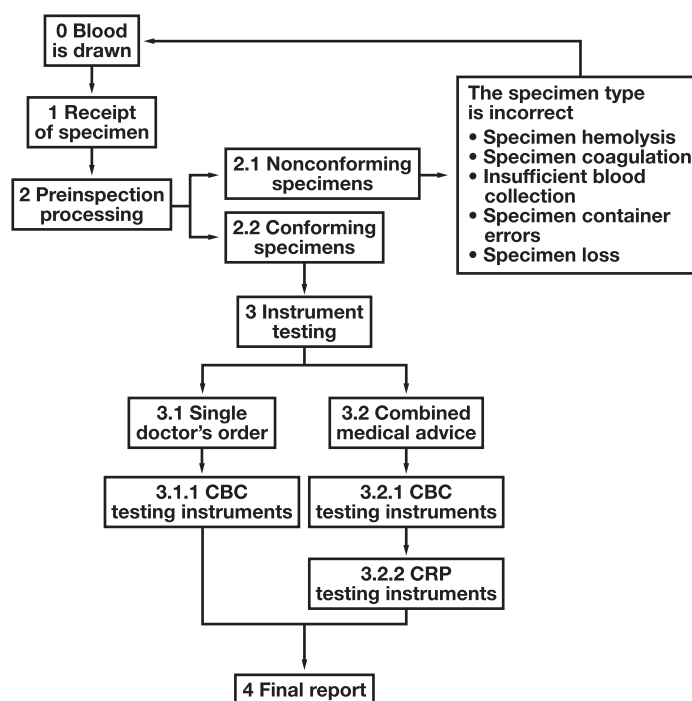 0 Blood
is drawn
1 Receipt
of specimen
2 Preinspection
processing
2.1 Nonconforming
specimens
2.2 Conforming
specimens
The specimen type
is incorrect
• Specimen hemolysis
• Specimen coagulation
• Insufficient blood
collection
• Specimen container
errors
• Specimen loss
3 Instrument
testing
3.1 Single
doctor's order
3.2 Combined
medical advice
3.1.1 CBC
testing instruments
3.2.1 CBC
testing instruments
3.2.2 CRP
testing instruments
4 Final report